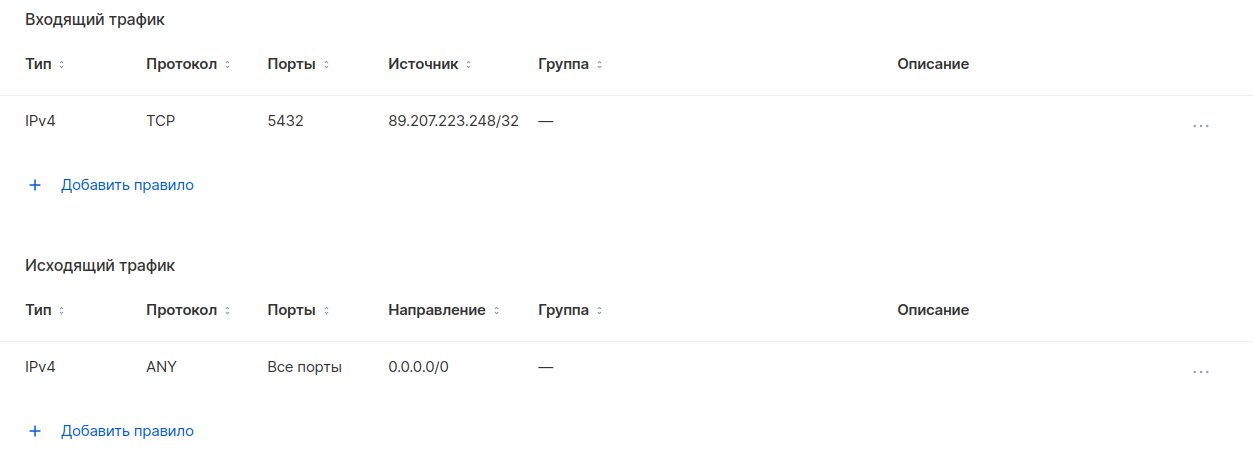 Входящий трафик
Тип Протокол Порты Источник Группа Описание
IPv4 TCP 5432 89.207.223.248/32 — ...
+ Добавить правило
Исходящий трафик
Тип Протокол Порты Направление Группа Описание
IPv4 ANY Все порты 0.0.0.0/0 — ...
+ Добавить правило